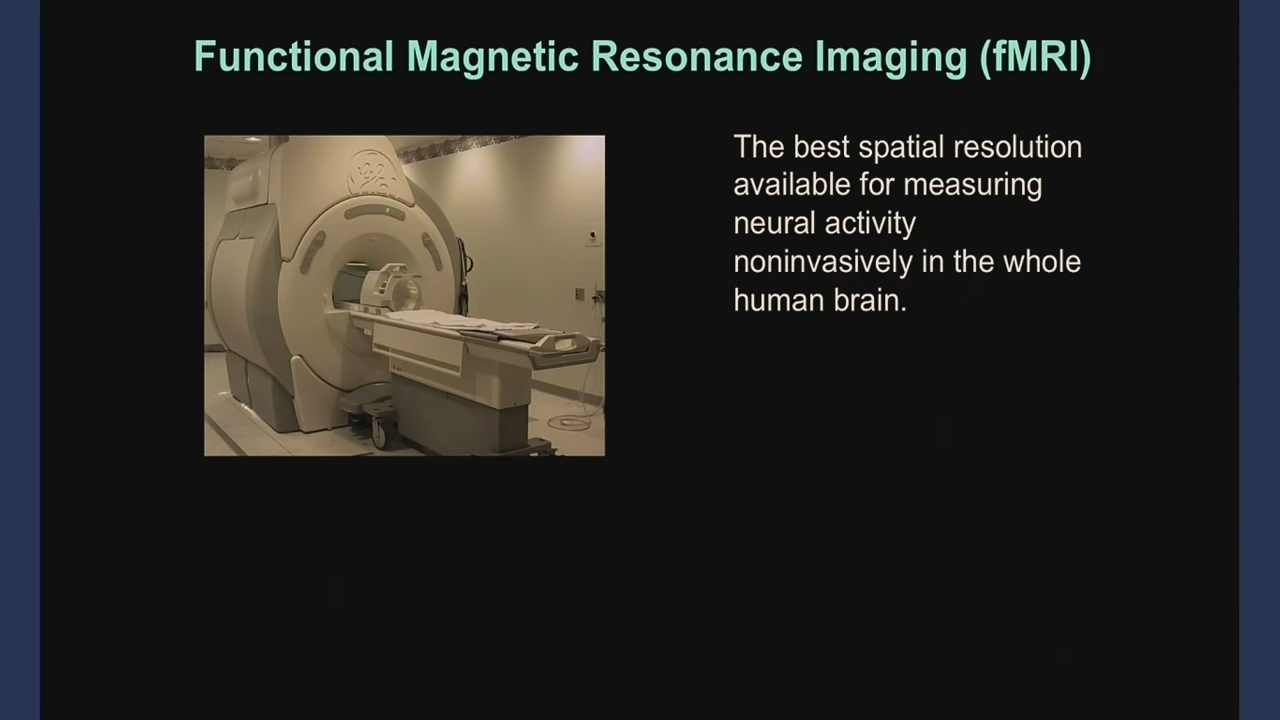 Functional Magnetic Resonance Imaging (fMRI)
The best spatial resolution
available for measuring
neural activity
noninvasively in the whole
human brain.